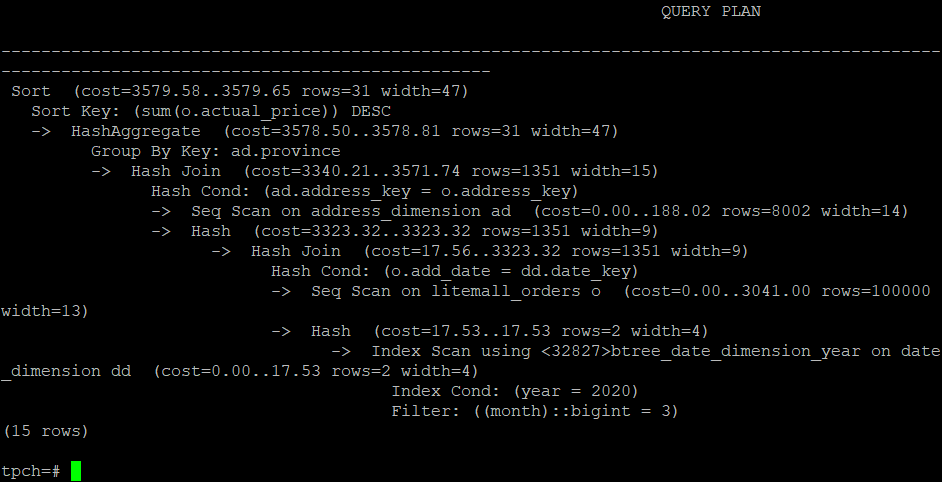 QUERY PLAN
----------------------------------------------------------------------------------------------
-------------------------------------------------
Sort  (cost=3579.58..3579.65 rows=31 width=47)
Sort Key: (sum(o.actual_price)) DESC
->  HashAggregate  (cost=3578.50..3578.81 rows=31 width=47)
Group By Key: ad.province
->  Hash Join  (cost=3340.21..3571.74 rows=1351 width=15)
Hash Cond: (ad.address_key = o.address_key)
->  Seq Scan on address_dimension ad  (cost=0.00..188.02 rows=8002 width=14)
->  Hash  (cost=3323.32..3323.32 rows=1351 width=9)
->  Hash Join  (cost=17.56..3323.32 rows=1351 width=9)
Hash Cond: (o.add_date = dd.date_key)
->  Seq Scan on litemall_orders o  (cost=0.00..3041.00 rows=100000
width=13)
->  Hash  (cost=17.53..17.53 rows=2 width=4)
->  Index Scan using <32827>btree_date_dimension_year on date
_dimension dd  (cost=0.00..17.53 rows=2 width=4)
Index Cond: (year = 2020)
Filter: ((month)::bigint = 3)
(15 rows)
tpch=#